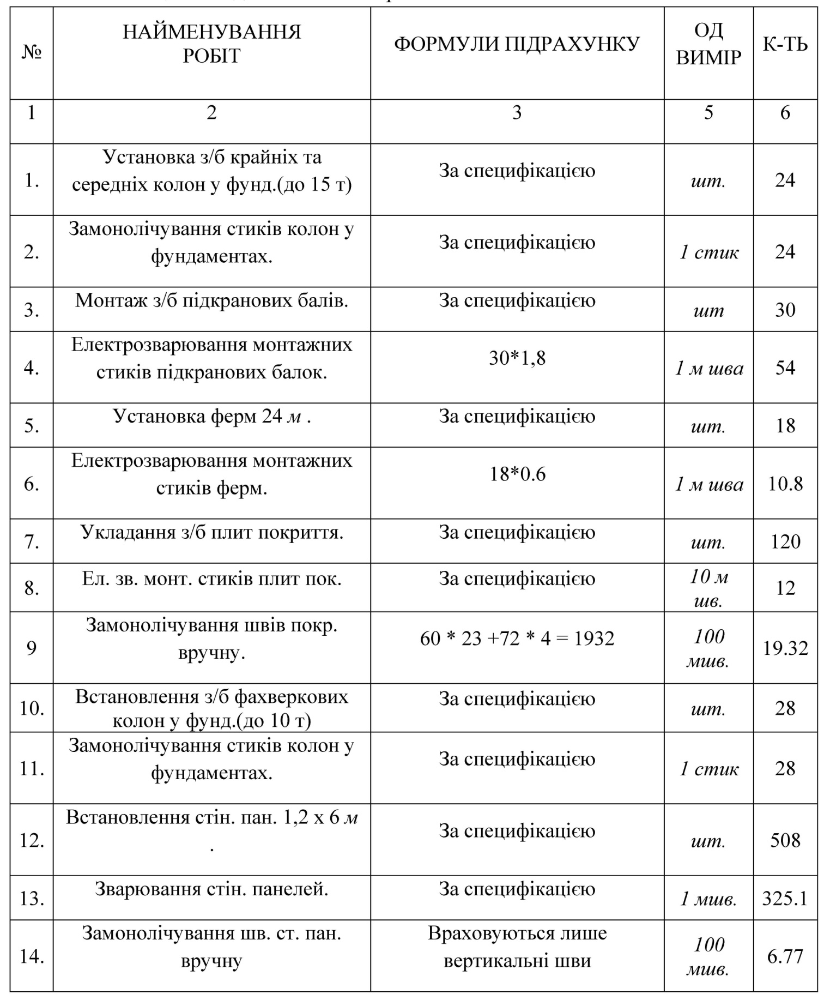 №
НАЙМЕНУВАННЯ
РОБІТ
ФОРМУЛИ ПІДРАХУНКУ
ОД
ВИМІР
К-ТЬ
1
2
3
5
6
1.
Установка з/б крайніх та
середніх колон у фунд.(до 15 т)
За специфікацією
шт.
24
2.
Замонолічування стиків колон у
фундаментах.
За специфікацією
1 стик
24
3.
Монтаж з/б підкранових балів.
За специфікацією
шт
30
4.
Електрозварювання монтажних
стиків підкранових балок.
30*1,8
1 м шва
54
5.
Установка ферм 24 м .
За специфікацією
шт.
18
6.
Електрозварювання монтажних
стиків ферм.
18*0.6
1 м шва
10.8
7.
Укладання з/б плит покриття.
За специфікацією
шт.
120
8.
Ел. зв. монт. стиків плит пок.
За специфікацією
10 м
шв.
12
9
Замонолічування швів покр.
вручну.
60 * 23 +72 * 4 = 1932
100
мшв.
19.32
10.
Встановлення з/б фахверкових
колон у фунд.(до 10 т)
За специфікацією
шт.
28
11.
Замонолічування стиків колон у
фундаментах.
За специфікацією
1 стик
28
12.
Встановлення стін. пан. 1,2 х 6 м
.
За специфікацією
шт.
508
13.
Зварювання стін. панелей.
За специфікацією
1 мшв.
325.1
14.
Замонолічування шв. ст. пан.
вручну
Враховуються лише
вертикальні шви
100
мшв.
6.77